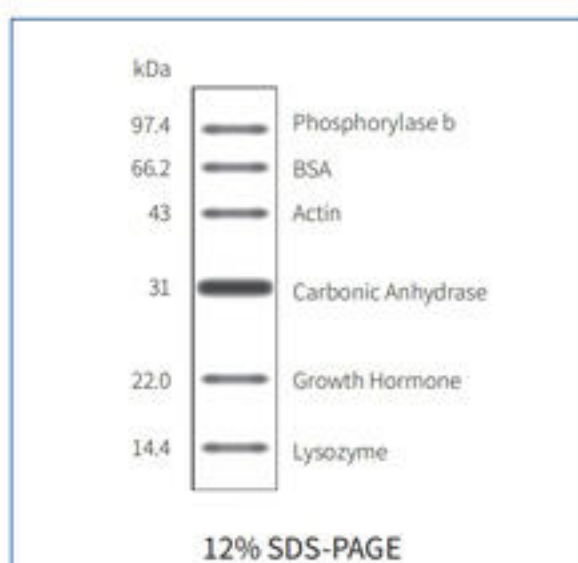 kDa
97.4 Phosphorylase b
66.2 BSA
43 Actin
31 Carbonic Anhydrase
22.0 Growth Hormone
14.4 Lysozyme
12% SDS-PAGE